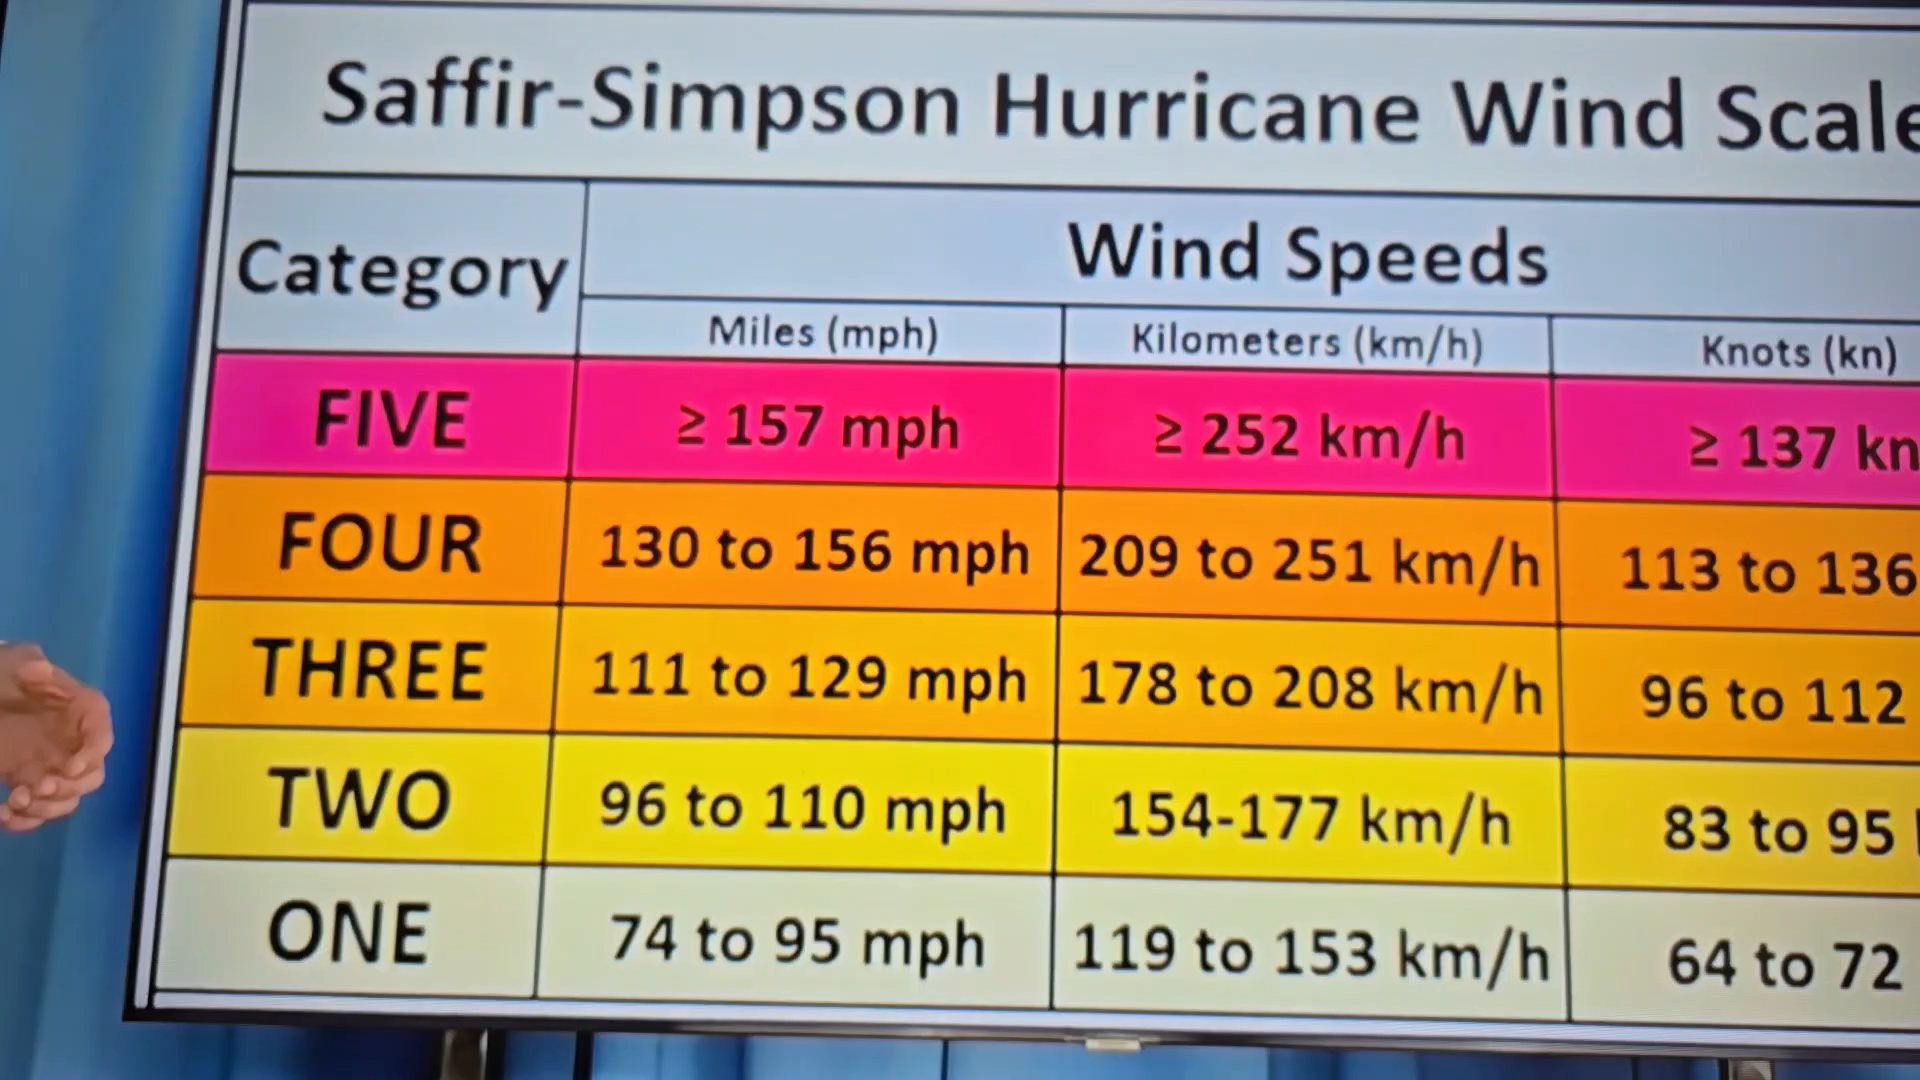 Saffir-Simpson Hurricane Wind Scale
Category
Wind Speeds
Miles (mph) Kilometers (km/h) Knots (kn)
FIVE ≥ 157 mph ≥ 252 km/h ≥ 137 kn
FOUR 130 to 156 mph 209 to 251 km/h 113 to 136
THREE 111 to 129 mph 178 to 208 km/h 96 to 112
TWO 96 to 110 mph 154-177 km/h 83 to 95
ONE 74 to 95 mph 119 to 153 km/h 64 to 72